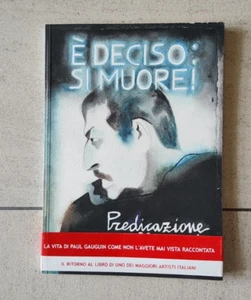 È DECISO:
SI MUORE!
Predicazione
LA VITA DI PAUL GAUGUIN COME NON L'AVETE MAI VISTA RACCONTATA
IL RITORNO AL LIBRO DI UNO DEI MAGGIORI ARTISTI ITALIANI